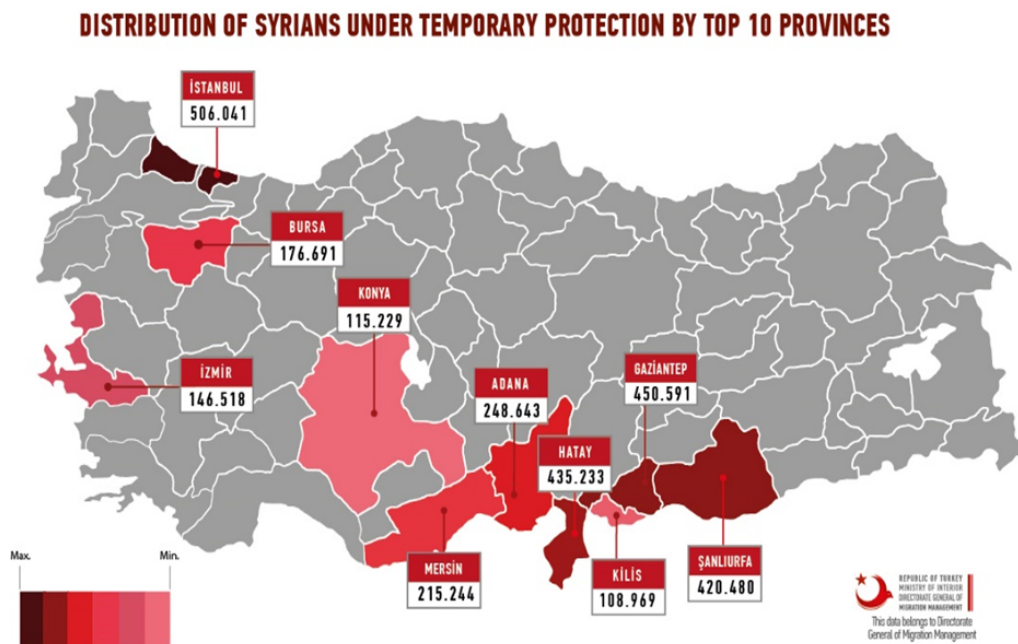 DISTRIBUTION OF SYRIANS UNDER TEMPORARY PROTECTION BY TOP 10 PROVINCES
İSTANBUL
506.041
BURSA
176.691
KONYA
115.229
İZMİR
146.518
ADANA
248.643
GAZİANTEP
450.591
HATAY
435.233
MERSİN
215.244
KİLİS
108.969
ŞANLIURFA
420.480
Max.
Min.
REPUBLIC OF TURKEY
MINISTRY OF INTERIOR
DIRECTORATE GENERAL OF
MIGRATION MANAGEMENT
This data belongs to Directorate
General of Migration Management